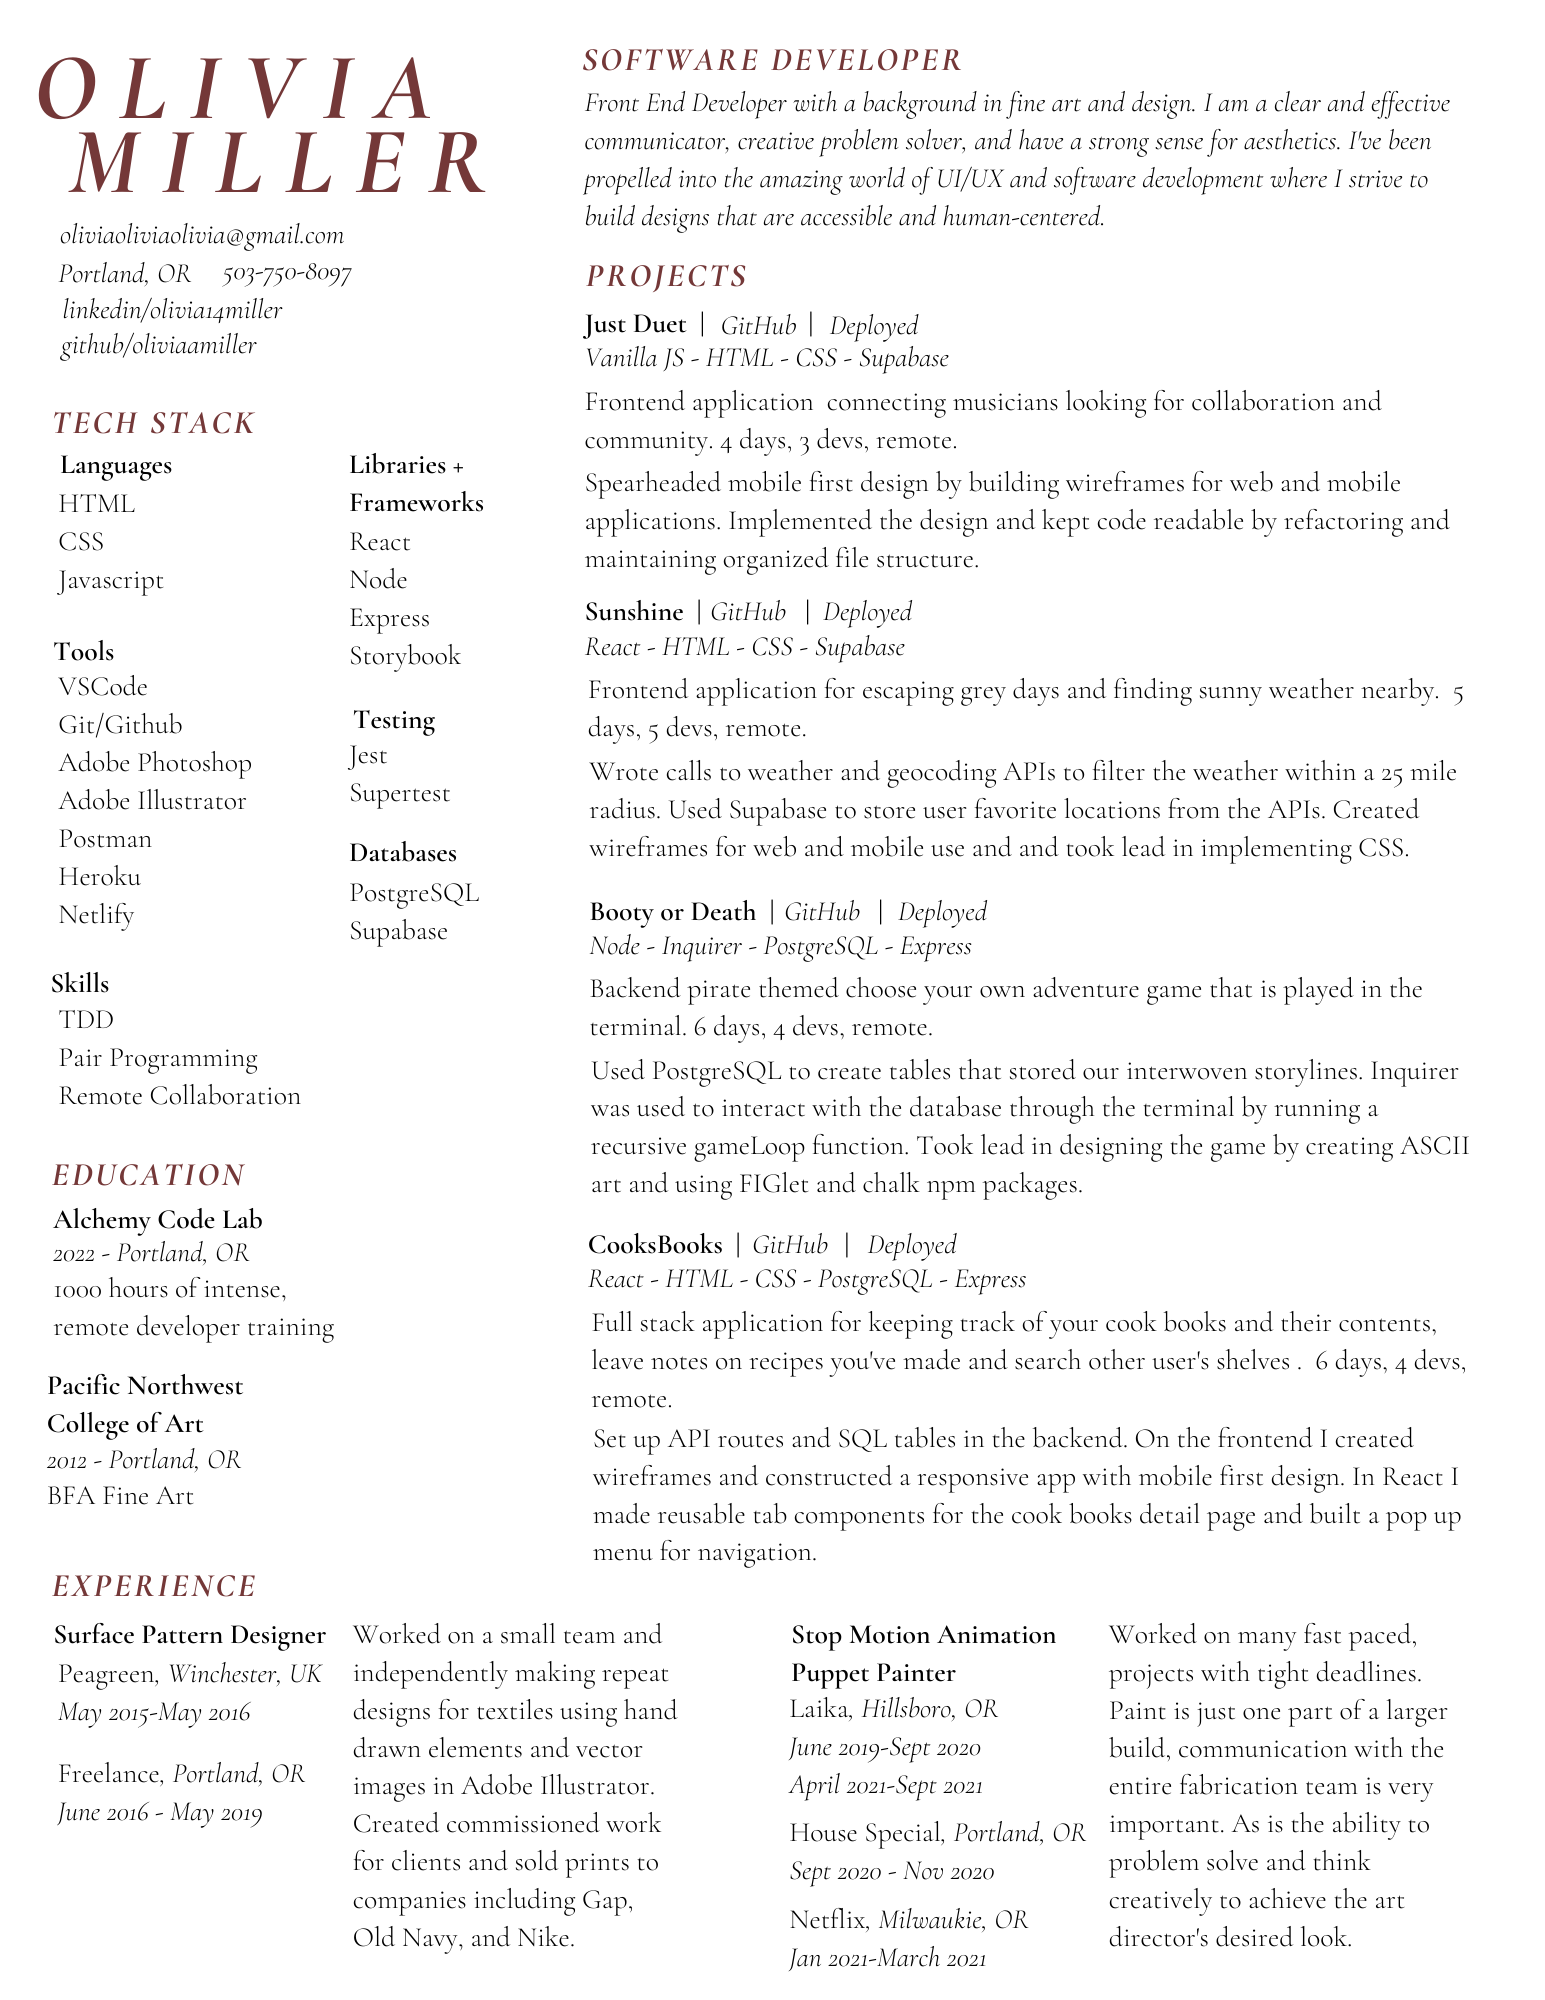 OLIVIA
MILLER
oliviaoliviaolivia@gmail.com
Portland, OR 503-750-8097
linkedin/olivia14miller
github/oliviaamiller
TECH STACK
Languages
HTML
CSS
Javascript
Tools
VSCode
Git/Github
Adobe Photoshop
Adobe Illustrator
Postman
Heroku
Netlify
Skills
TDD
Pair Programming
Remote Collaboration
Libraries +
Frameworks
React
Node
Express
Storybook
Testing
Jest
Supertest
Databases
PostgreSQL
Supabase
EDUCATION
Alchemy Code Lab
2022 - Portland, OR
1000 hours of intense,
remote developer training
Pacific Northwest
College of Art
2012 - Portland, OR
BFA Fine Art
SOFTWARE DEVELOPER
Front End Developer with a background in fine art and design. I am a clear and effective
communicator, creative problem solver, and have a strong sense for aesthetics. I've been
propelled into the amazing world of UI/UX and software development where I strive to
build designs that are accessible and human-centered.
PROJECTS
Just Duet | GitHub | Deployed
Vanilla JS - HTML - CSS - Supabase
Frontend application connecting musicians looking for collaboration and
community. 4 days, 3 devs, remote.
Spearheaded mobile first design by building wireframes for web and mobile
applications. Implemented the design and kept code readable by refactoring and
maintaining organized file structure.
Sunshine | GitHub | Deployed
React - HTML - CSS - Supabase
Frontend application for escaping grey days and finding sunny weather nearby. 5
days, 5 devs, remote.
Wrote calls to weather and geocoding APIs to filter the weather within a 25 mile
radius. Used Supabase to store user favorite locations from the APIs. Created
wireframes for web and mobile use and and took lead in implementing CSS.
Booty or Death | GitHub | Deployed
Node - Inquirer - PostgreSQL - Express
Backend pirate themed choose your own adventure game that is played in the
terminal. 6 days, 4 devs, remote.
Used PostgreSQL to create tables that stored our interwoven storylines. Inquirer
was used to interact with the database through the terminal by running a
recursive gameLoop function. Took lead in designing the game by creating ASCII
art and using FIGlet and chalk npm packages.
CooksBooks | GitHub | Deployed
React - HTML - CSS - PostgreSQL - Express
Full stack application for keeping track of your cook books and their contents,
leave notes on recipes you've made and search other user's shelves . 6 days, 4 devs,
remote.
Set up API routes and SQL tables in the backend. On the frontend I created
wireframes and constructed a responsive app with mobile first design. In React I
made reusable tab components for the cook books detail page and built a pop up
menu for navigation.
EXPERIENCE
Surface Pattern Designer
Peagreen, Winchester, UK
May 2015-May 2016
Freelance, Portland, OR
June 2016 - May 2019
Worked on a small team and
independently making repeat
designs for textiles using hand
drawn elements and vector
images in Adobe Illustrator.
Created commissioned work
for clients and sold prints to
companies including Gap,
Old Navy, and Nike.
Stop Motion Animation
Puppet Painter
Laika, Hillsboro, OR
June 2019-Sept 2020
April 2021-Sept 2021
House Special, Portland, OR
Sept 2020 - Nov 2020
Netflix, Milwaukie, OR
Jan 2021-March 2021
Worked on many fast paced,
projects with tight deadlines.
Paint is just one part of a larger
build, communication with the
entire fabrication team is very
important. As is the ability to
problem solve and think
creatively to achieve the art
director's desired look.